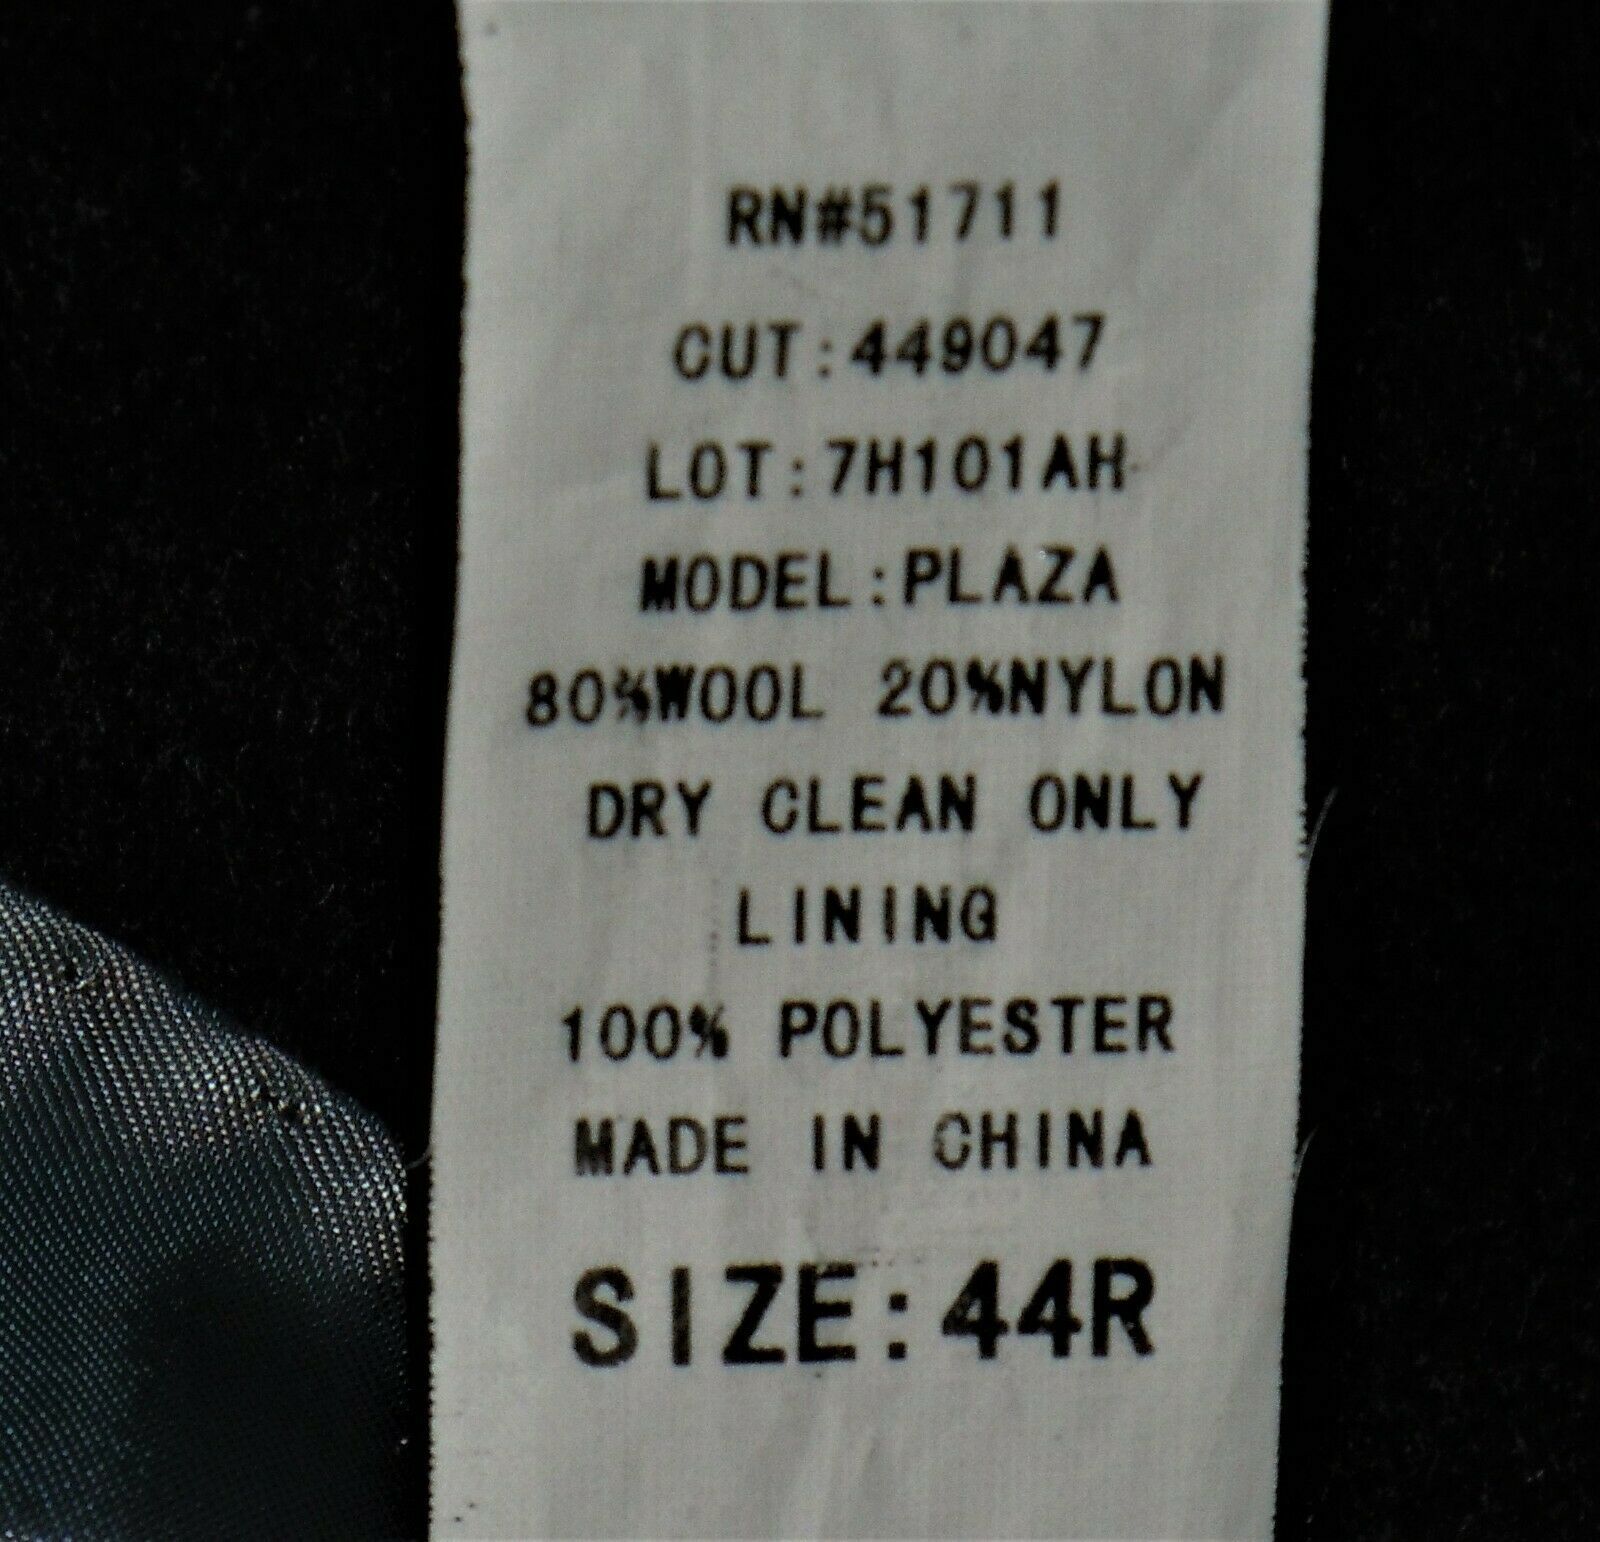 RN#51711
CUT:449047
LOT:7H101AH
MODEL:PLAZA
80%WOOL 20%NYLON
DRY CLEAN ONLY
LINING
100% POLYESTER
MADE IN CHINA
SIZE:44R